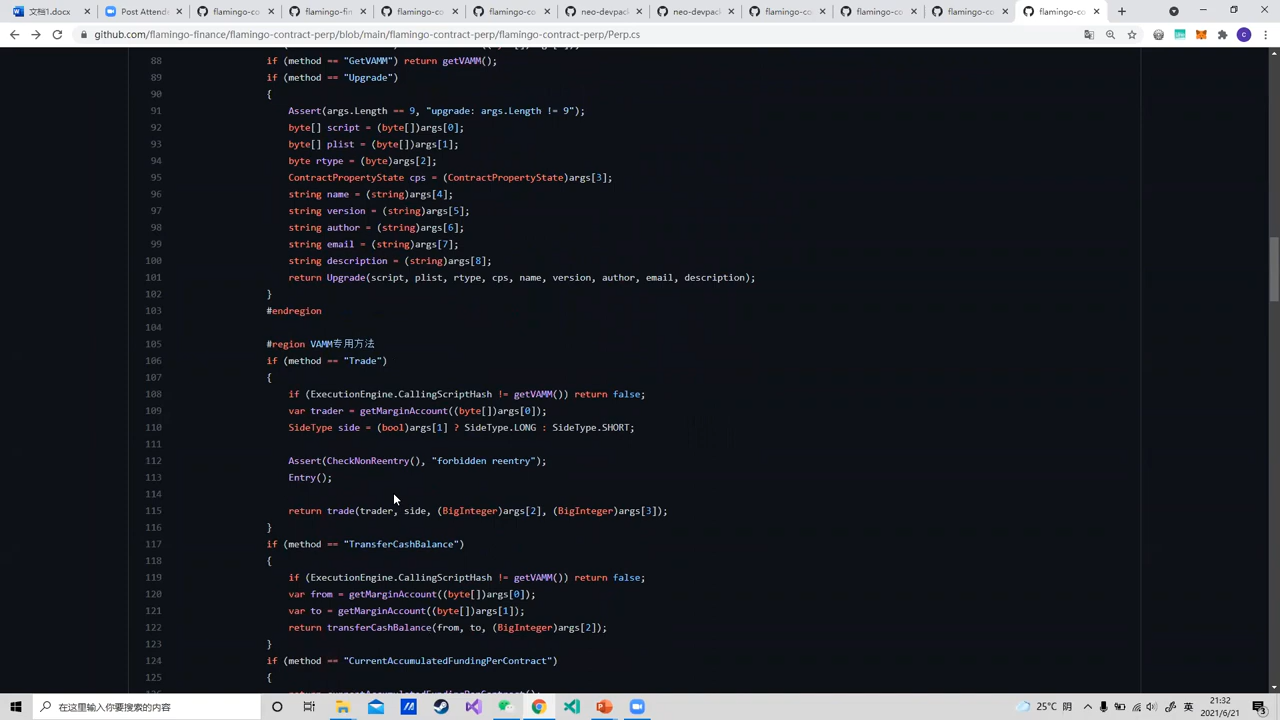 文档1.docx
Post Attende
flamingo-co
flamingo-fin
flamingo-co
flamingo-co
neo-devpack
neo-devpack
flamingo-co
flamingo-co
flamingo-co
flamingo-co
github.com/flamingo-finance/flamingo-contract-perp/blob/main/flamingo-contract-perp/Perp.cs
88 if (method == "GetVAMM") return getVAMM();
89 if (method == "Upgrade")
90 {
91 Assert(args.Length == 9, "upgrade: args.Length != 9");
92 byte[] script = (byte[])args[0];
93 byte[] plist = (byte[])args[1];
94 byte rtype = (byte)args[2];
95 ContractPropertyState cps = (ContractPropertyState)args[3];
96 string name = (string)args[4];
97 string version = (string)args[5];
98 string author = (string)args[6];
99 string email = (string)args[7];
100 string description = (string)args[8];
101 return Upgrade(script, plist, rtype, cps, name, version, author, email, description);
102 }
103 #endregion
104
105 #region VAMM专用方法
106 if (method == "Trade")
107 {
108 if (ExecutionEngine.CallingScriptHash != getVAMM()) return false;
109 var trader = getMarginAccount((byte[])args[0]);
110 SideType side = (bool)args[1] ? SideType.LONG : SideType.SHORT;
111
112 Assert(CheckNonReentry(), "forbidden reentry");
113 Entry();
114
115 return trade(trader, side, (BigInteger)args[2], (BigInteger)args[3]);
116 }
117 if (method == "TransferCashBalance")
118 {
119 if (ExecutionEngine.CallingScriptHash != getVAMM()) return false;
120 var from = getMarginAccount((byte[])args[0]);
121 var to = getMarginAccount((byte[])args[1]);
122 return transferCashBalance(from, to, (BigInteger)args[2]);
123 }
124 if (method == "CurrentAccumulatedFundingPerContract")
125 {
在这里输入你要搜索的内容
25°C 阴
英
21:32
2021/6/21